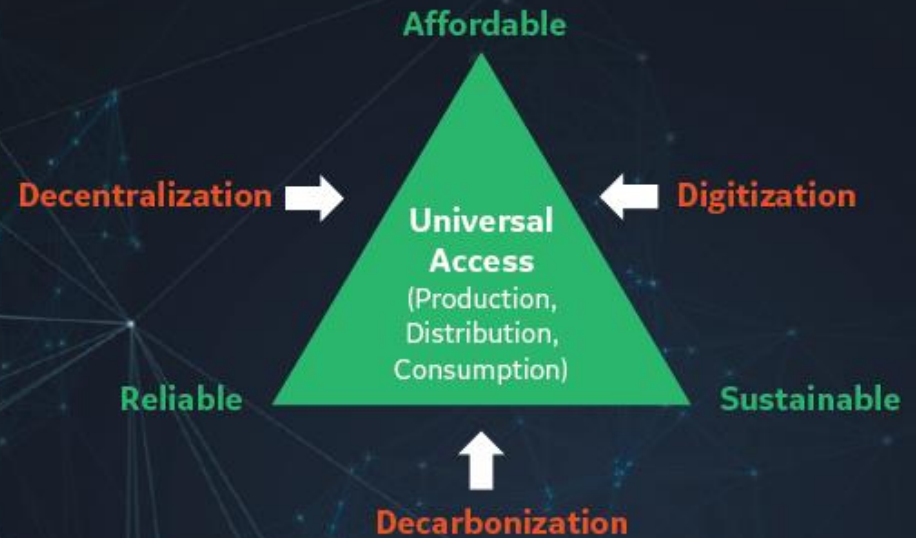 Affordable
Decentralization
Digitization
Universal
Access
(Production,
Distribution,
Consumption)
Reliable
Sustainable
Decarbonization